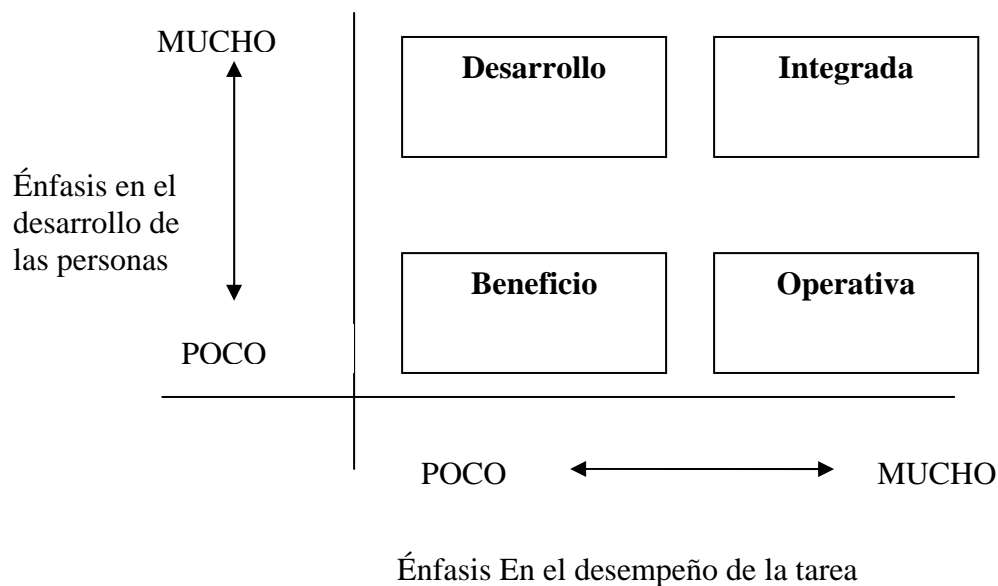 MUCHO
Desarrollo
Integrada
Énfasis en el
desarrollo de
las personas
Beneficio
Operativa
POCO
POCO
MUCHO
Énfasis En el desempeño de la tarea